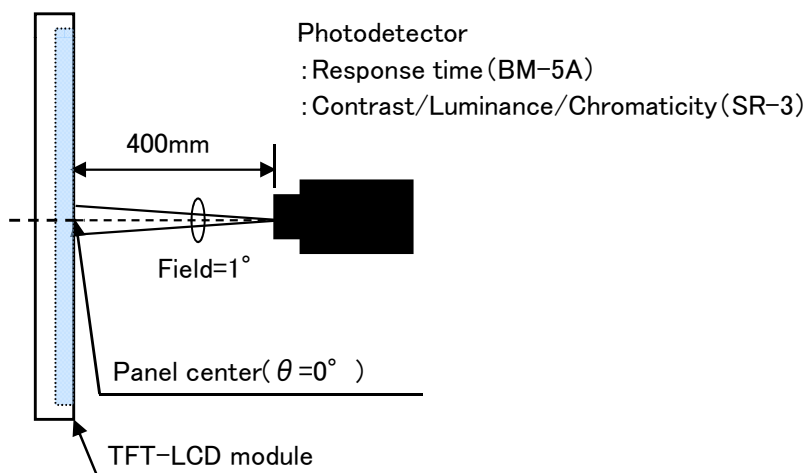 Photodetector
:Response time(BM-5A)
:Contrast/Luminance/Chromaticity(SR-3)
400mm
Field=1°
Panel center(θ=0° )
TFT-LCD module